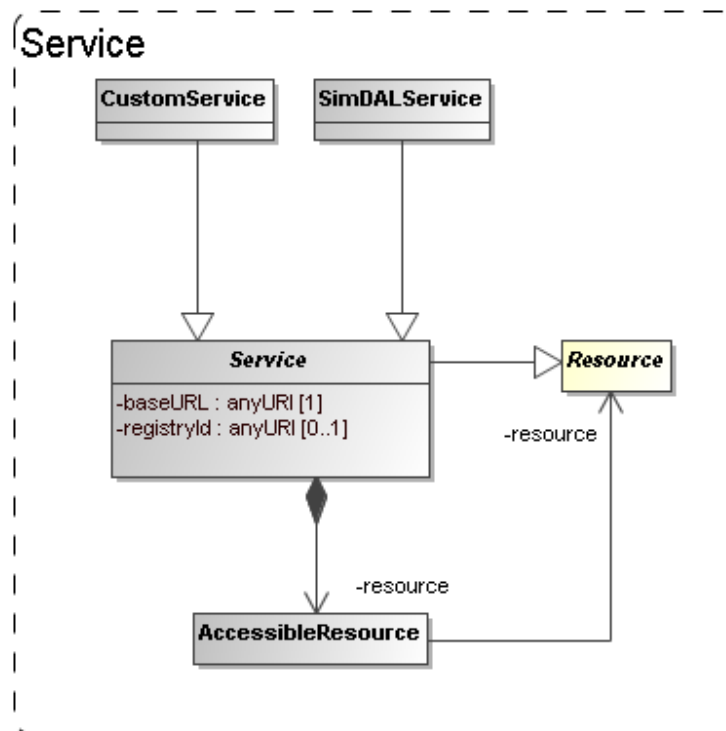 Service
CustomService
SimDALService
Service
Resource
-baseURL : anyURI [1]
-registryId : anyURI [0..1]
-resource
-resource
AccessibleResource